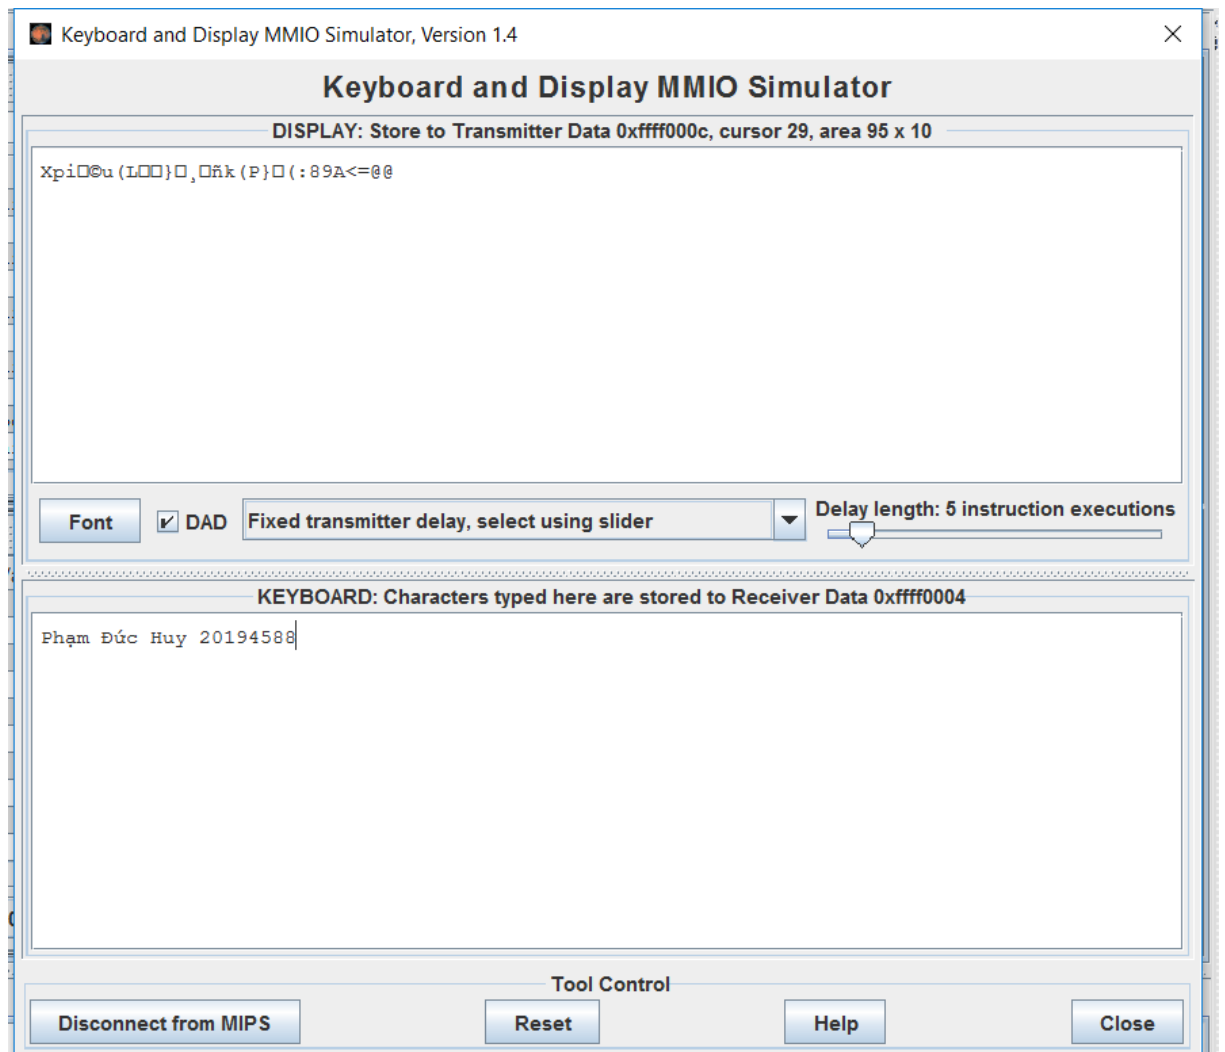 Keyboard and Display MMIO Simulator, Version 1.4
Keyboard and Display MMIO Simulator
DISPLAY: Store to Transmitter Data 0xffff000c, cursor 29, area 95 x 10
Xpi□©u(L□□}□¸□ñk(P}□(:89A<=@@
Font
DAD
Fixed transmitter delay, select using slider
Delay length: 5 instruction executions
KEYBOARD: Characters typed here are stored to Receiver Data 0xffff0004
Phạm Đức Huy 20194588
Tool Control
Disconnect from MIPS
Reset
Help
Close